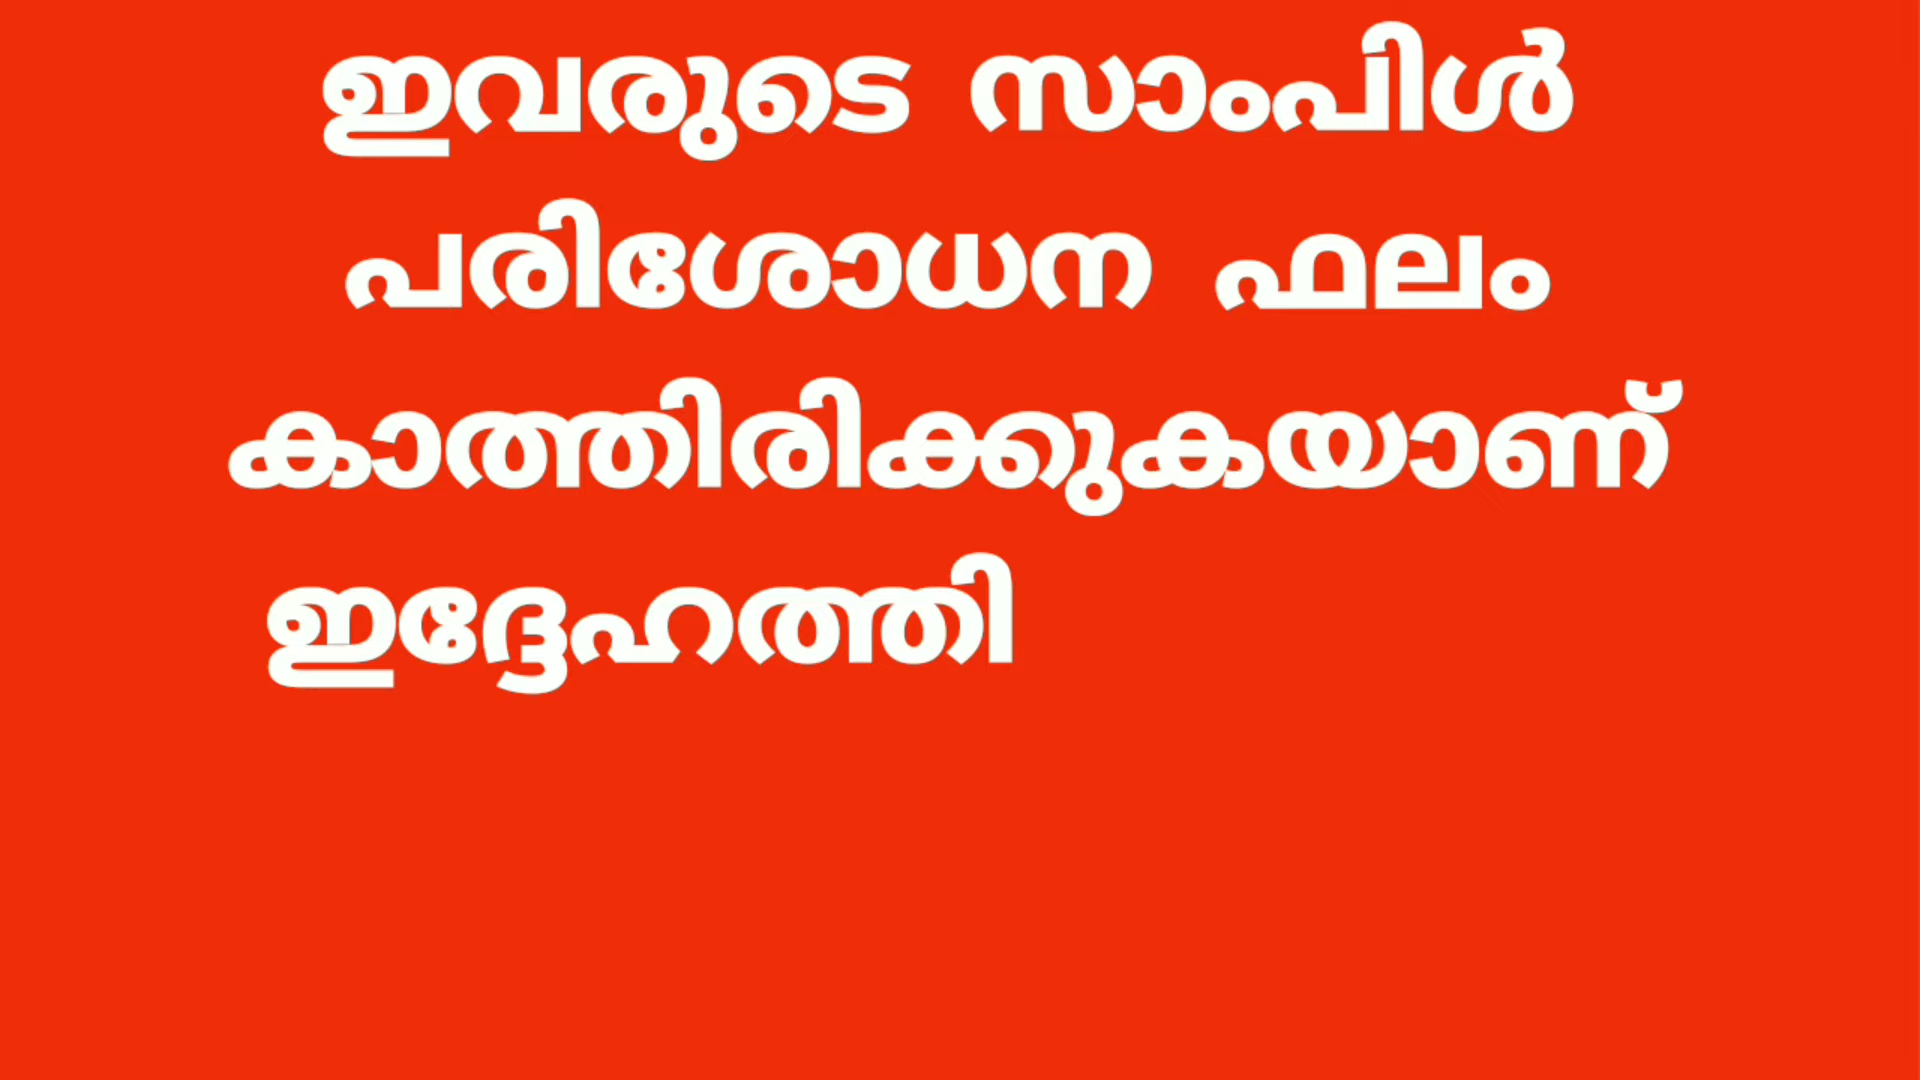 ഇവരുടെ സാംപിൾ
പരിശോധന ഫലം
കാത്തിരിക്കുകയാണ്
ഇദ്ദേഹത്തി